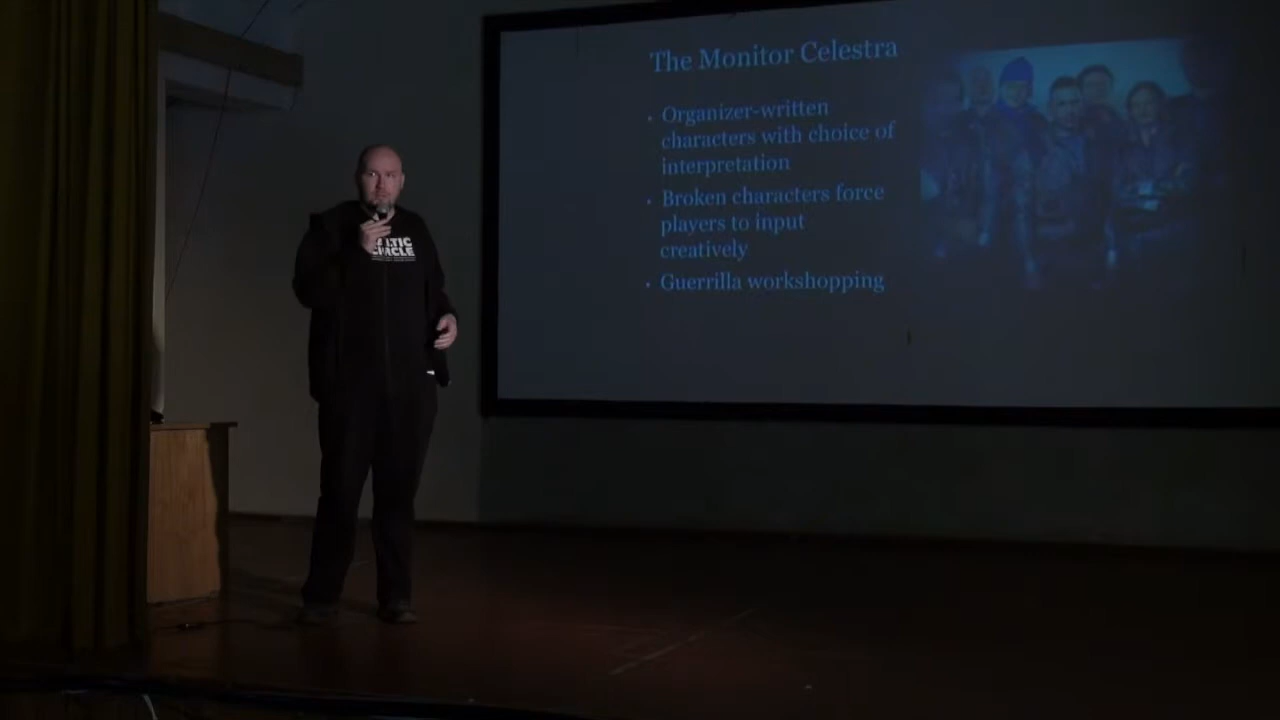 The Monitor Celestra
• Organizer-written
characters with choice of
interpretation
• Broken characters force
players to input
creatively
• Guerrilla workshopping
CIRCLE